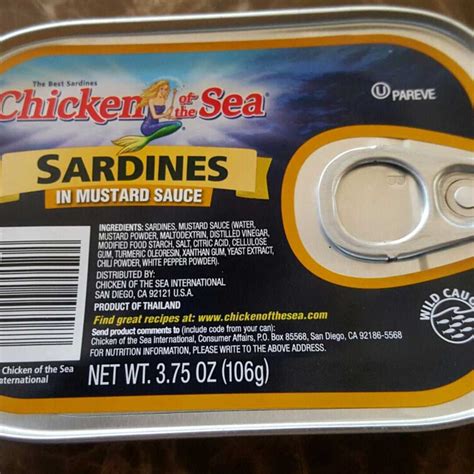 The Best Sardines
Chicken of the Sea®
Ⓤ PAREVE
SARDINES
IN MUSTARD SAUCE
INGREDIENTS: SARDINES, MUSTARD SAUCE (WATER,
MUSTARD POWDER, MALTODEXTRIN, DISTILLED VINEGAR,
MODIFIED FOOD STARCH, SALT, CITRIC ACID, CELLULOSE
GUM, TURMERIC OLEORESIN, XANTHAN GUM, YEAST EXTRACT,
CHILI POWDER, WHITE PEPPER POWDER).
DISTRIBUTED BY:
CHICKEN OF THE SEA INTERNATIONAL
SAN DIEGO, CA 92121 U.S.A.
PRODUCT OF THAILAND
Find great recipes at: www.chickenofthesea.com
Send product comments to (include code from your can):
Chicken of the Sea International, Consumer Affairs, P.O. Box 85568, San Diego, CA 92186-5568
FOR NUTRITION INFORMATION, PLEASE WRITE TO THE ABOVE ADDRESS.
Chicken of the Sea
ternational
NET WT. 3.75 OZ (106g)
WILD CAU